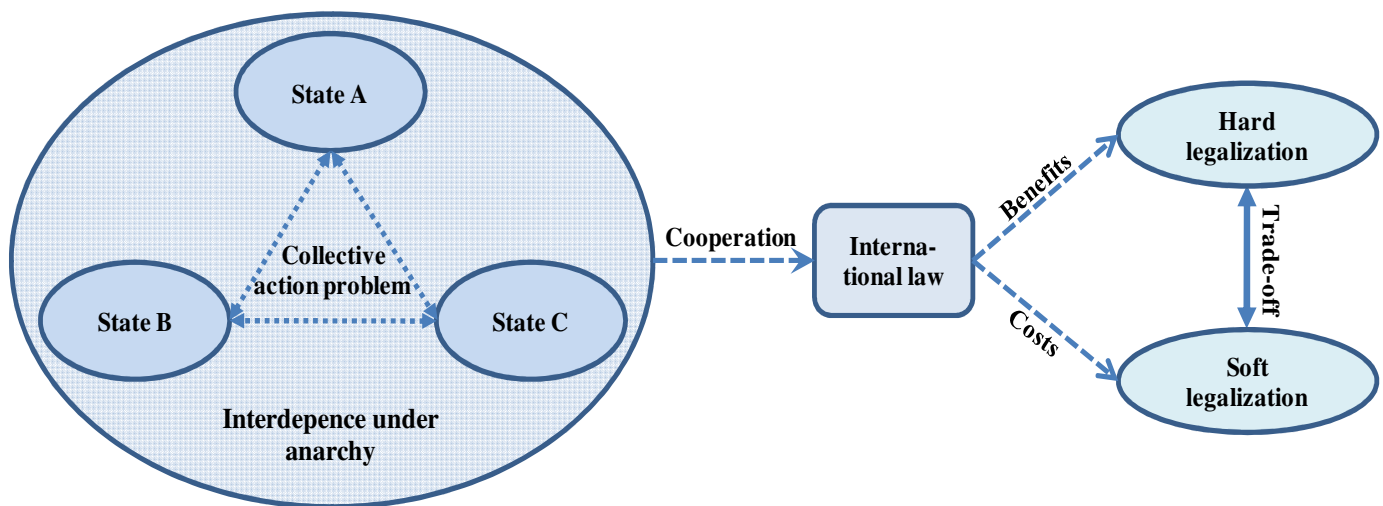 State A
Collective
action problem
State B
State C
Interdepence under
anarchy
Cooperation
Interna-
tional law
Benefits
Costs
Hard
legalization
Trade-off
Soft
legalization